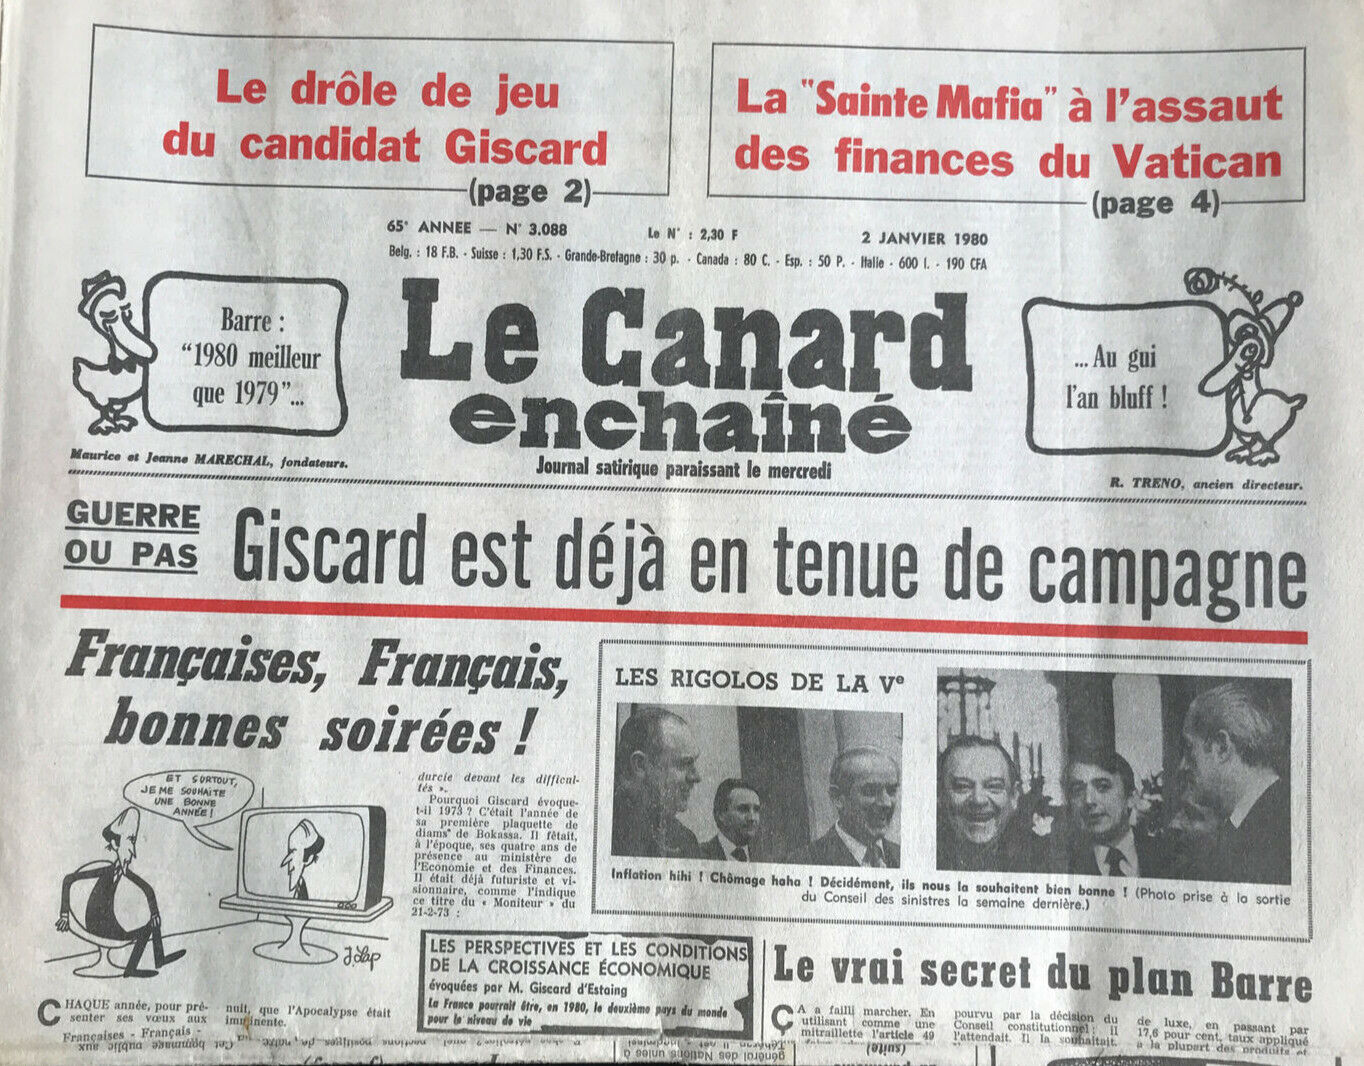 Le drôle de jeu
du candidat Giscard
(page 2)
La "Sainte Mafia" à l'assaut
des finances du Vatican
(page 4)
65e ANNEE — N° 3.088
Le N° : 2,30 F
2 JANVIER 1980
Belg. : 18 F.B. - Suisse : 1,30 F.S. - Grande-Bretagne : 30 p. - Canada : 80 C. - Esp. : 50 P. - Italie - 600 l. - 190 CFA
Barre :
"1980 meilleur
que 1979"...
Le Canard
enchaîné
...Au gui
l'an bluff !
Maurice et Jeanne MARECHAL, fondateurs.
Journal satirique paraissant le mercredi
R. TRENO, ancien directeur.
GUERRE
OU PAS
Giscard est déjà en tenue de campagne
Françaises, Français,
bonnes soirées !
ET SURTOUT,
JE ME SOUHAITE
UNE BONNE
ANNÉE !
J. Lap
CHAQUE année, pour pré-
senter ses vœux aux
Françaises - Français -
nuit, que l'Apocalypse était
imminente.
durcie devant les difficul-
tés ».
Pourquoi Giscard évoque-
t-il 1973 ? C'était l'année de
sa première plaquette de
diams de Bokassa. Il fêtait,
à l'époque, ses quatre ans de
présence au ministère de
l'Economie et des Finances.
Il était déjà futuriste et vi-
sionnaire, comme l'indique
ce titre du « Moniteur » du
21-2-73 :
LES PERSPECTIVES ET LES CONDITIONS
DE LA CROISSANCE ÉCONOMIQUE
évoquées par M. Giscard d'Estaing
La France pourrait être, en 1980, le deuxième pays du monde
pour le niveau de vie
LES RIGOLOS DE LA Ve
Inflation hihi ! Chômage haha ! Décidément, ils nous la souhaitent bien bonne ! (Photo prise à la sortie
du Conseil des sinistres la semaine dernière.)
Le vrai secret du plan Barre
ÇA A failli marcher. En
utilisant comme une
mitraillette l'article 49
(suite)
pourvu par la décision du
Conseil constitutionnel : il
l'attendait. Il la souhaitait.
de luxe, en passant par
17,6 pour cent, taux appliqué
à la plupart des produits et
général des Nations unies à